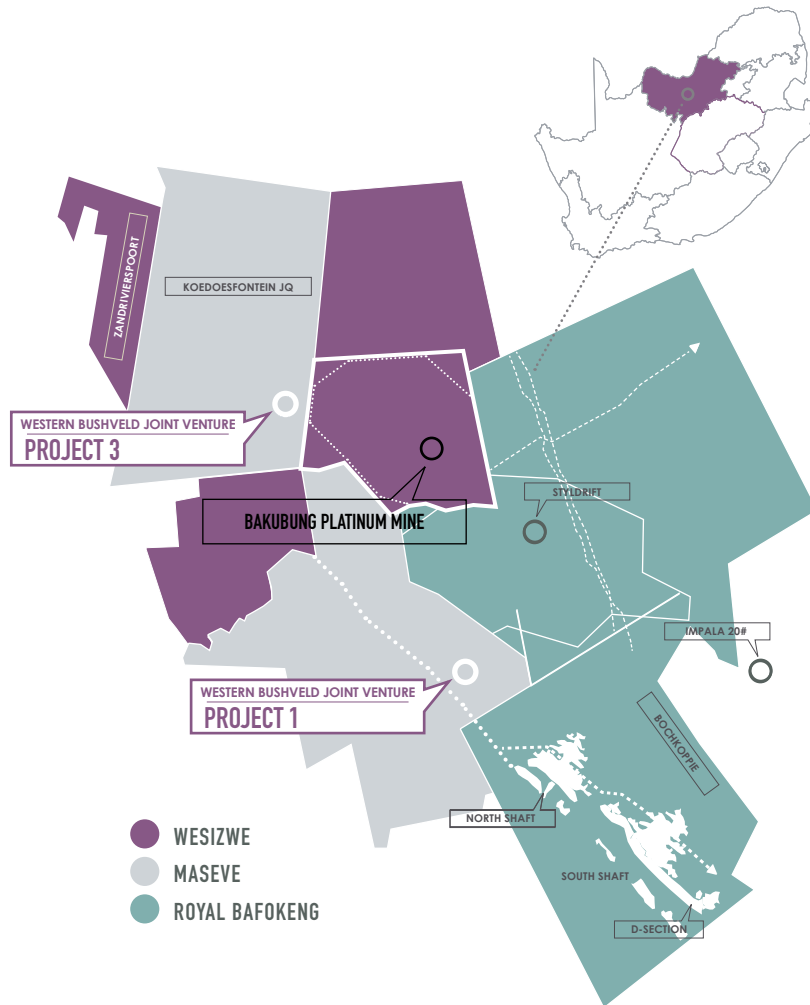 ZANDRIVIERSPOORT
KOEDOESFONTEIN JQ
WESTERN BUSHVELD JOINT VENTURE
PROJECT 3
STYLDRIFT
BAKUBUNG PLATINUM MINE
IMPALA 20#
WESTERN BUSHVELD JOINT VENTURE
PROJECT 1
BOCHKOPPIE
NORTH SHAFT
SOUTH SHAFT
D-SECTION
WESIZWE
MASEVE
ROYAL BAFOKENG